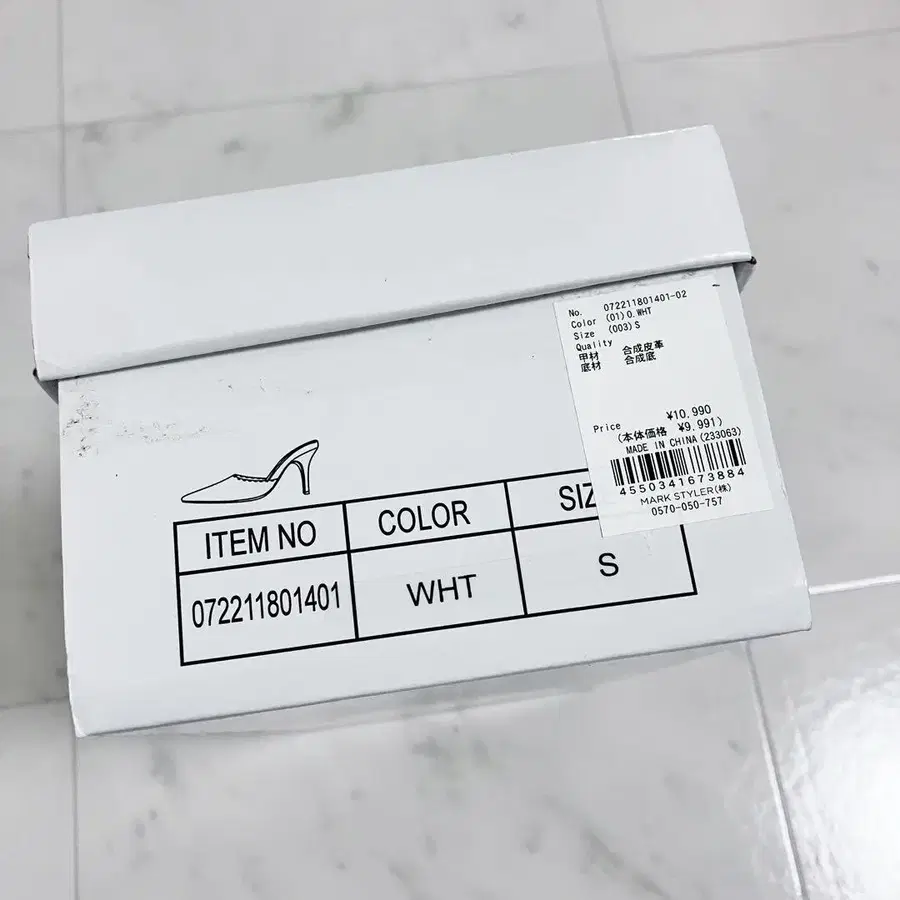 No. 072211801401-02
Color (01)O.WHT
Size (003)S
Quality
甲材 合成皮革
底材 合成底
¥10.990
Price
(本体価格 ¥9.991)
MADE IN CHINA(233063)
4550341673884
MARK STYLER(株)
0570-050-757
ITEM NO COLOR
072211801401 WHT S